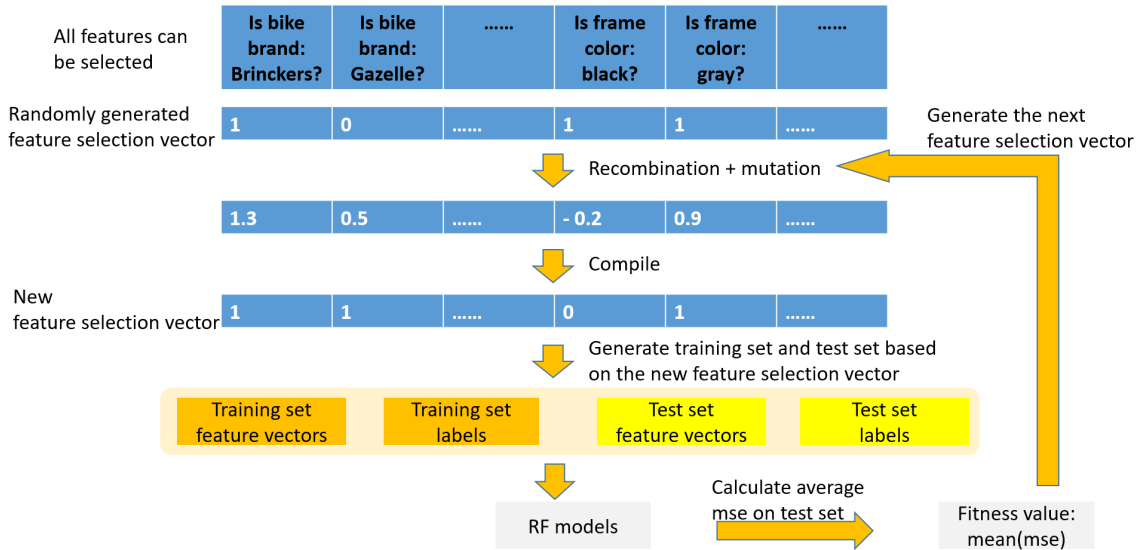 All features can
be selected
Is bike
brand:
Brinckers?
Is bike
brand:
Gazelle?
......
Is frame
color:
black?
Is frame
color:
gray?
......
Randomly generated
feature selection vector
1
0
......
1
1
......
Generate the next
feature selection vector
Recombination + mutation
1.3
0.5
......
- 0.2
0.9
......
Compile
New
feature selection vector
1
1
......
0
1
......
Generate training set and test set based
on the new feature selection vector
Training set
feature vectors
Training set
labels
Test set
feature vectors
Test set
labels
RF models
Calculate average
mse on test set
Fitness value:
mean(mse)